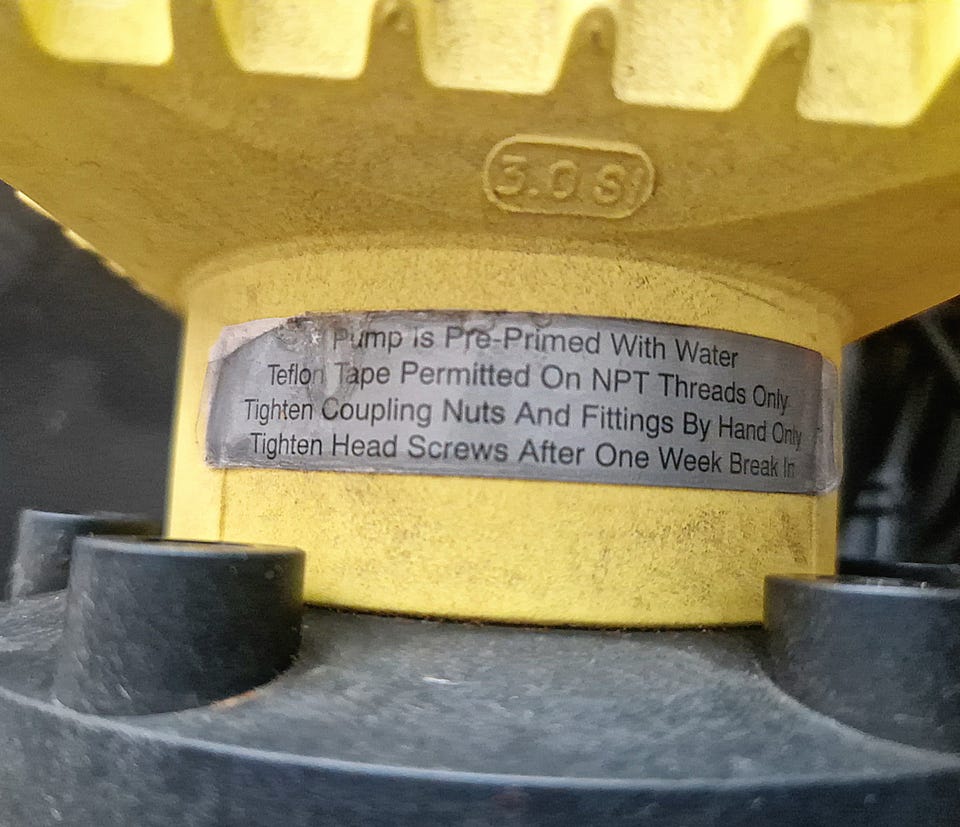 3.0 S
Pump Is Pre-Primed With Water
Teflon Tape Permitted On NPT Threads Only
Tighten Coupling Nuts And Fittings By Hand Only
Tighten Head Screws After One Week Break In